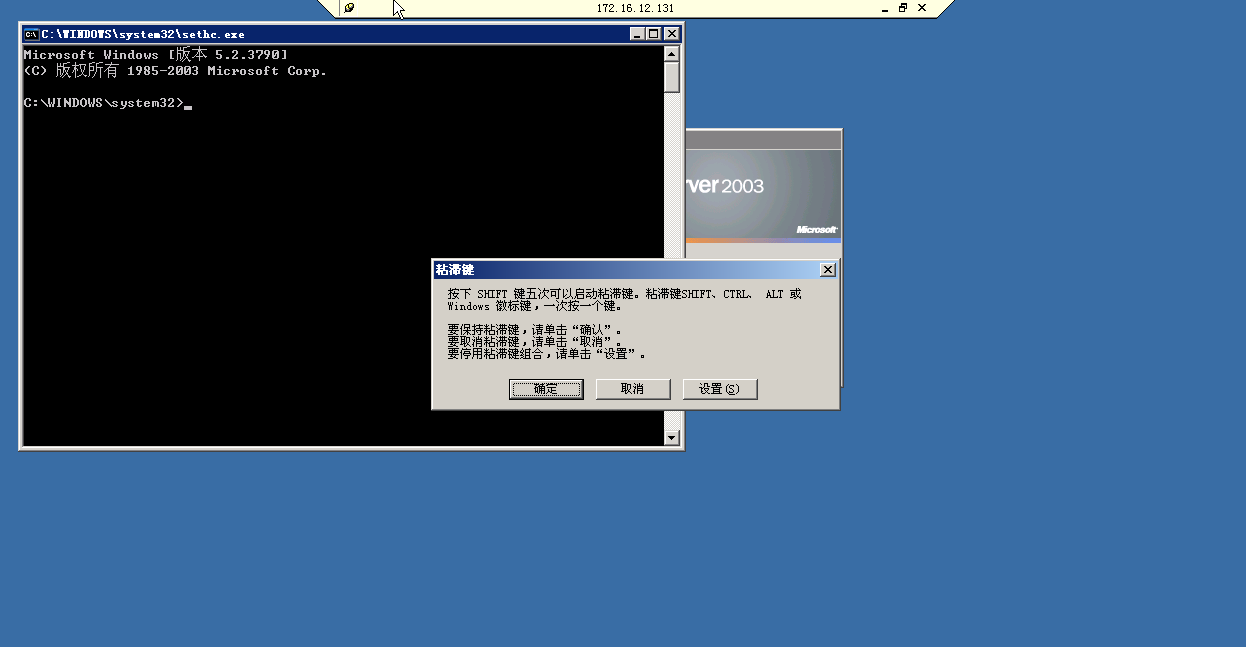 172.16.12.131
C:\WINDOWS\system32\sethc.exe
Microsoft Windows [版本 5.2.3790]
(C) 版权所有 1985-2003 Microsoft Corp.
C:\WINDOWS\system32>
rver 2003
Microsoft
粘滞键
按下 SHIFT 键五次可以启动粘滞键。粘滞键SHIFT、CTRL、 ALT 或
Windows 徽标键，一次按一个键。
要保持粘滞键，请单击“确认”。
要取消粘滞键，请单击“取消”。
要停用粘滞键组合，请单击“设置”。
确定 取消 设置(S)